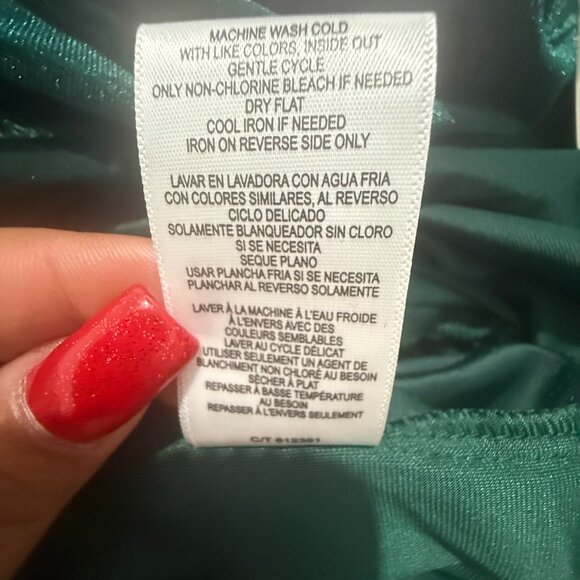 MACHINE WASH COLD
WITH LIKE COLORS, INSIDE OUT
GENTLE CYCLE
ONLY NON-CHLORINE BLEACH IF NEEDED
DRY FLAT
COOL IRON IF NEEDED
IRON ON REVERSE SIDE ONLY
LAVAR EN LAVADORA CON AGUA FRIA
CON COLORES SIMILARES, AL REVERSO
CICLO DELICADO
SOLAMENTE BLANQUEADOR SIN CLORO
SI SE NECESITA
SEQUE PLANO
USAR PLANCHA FRIA SI SE NECESITA
PLANCHAR AL REVERSO SOLAMENTE
LAVER À LA MACHINE À L'EAU FROIDE
À L'ENVERS AVEC DES
COULEURS SEMBLABLES
LAVER AU CYCLE DÉLICAT
UTILISER SEULEMENT UN AGENT DE
BLANCHIMENT NON CHLORÉ AU BESOIN
SÉCHER À PLAT
REPASSER À BASSE TEMPÉRATURE
AU BESOIN
REPASSER À L'ENVERS SEULEMENT
C/T